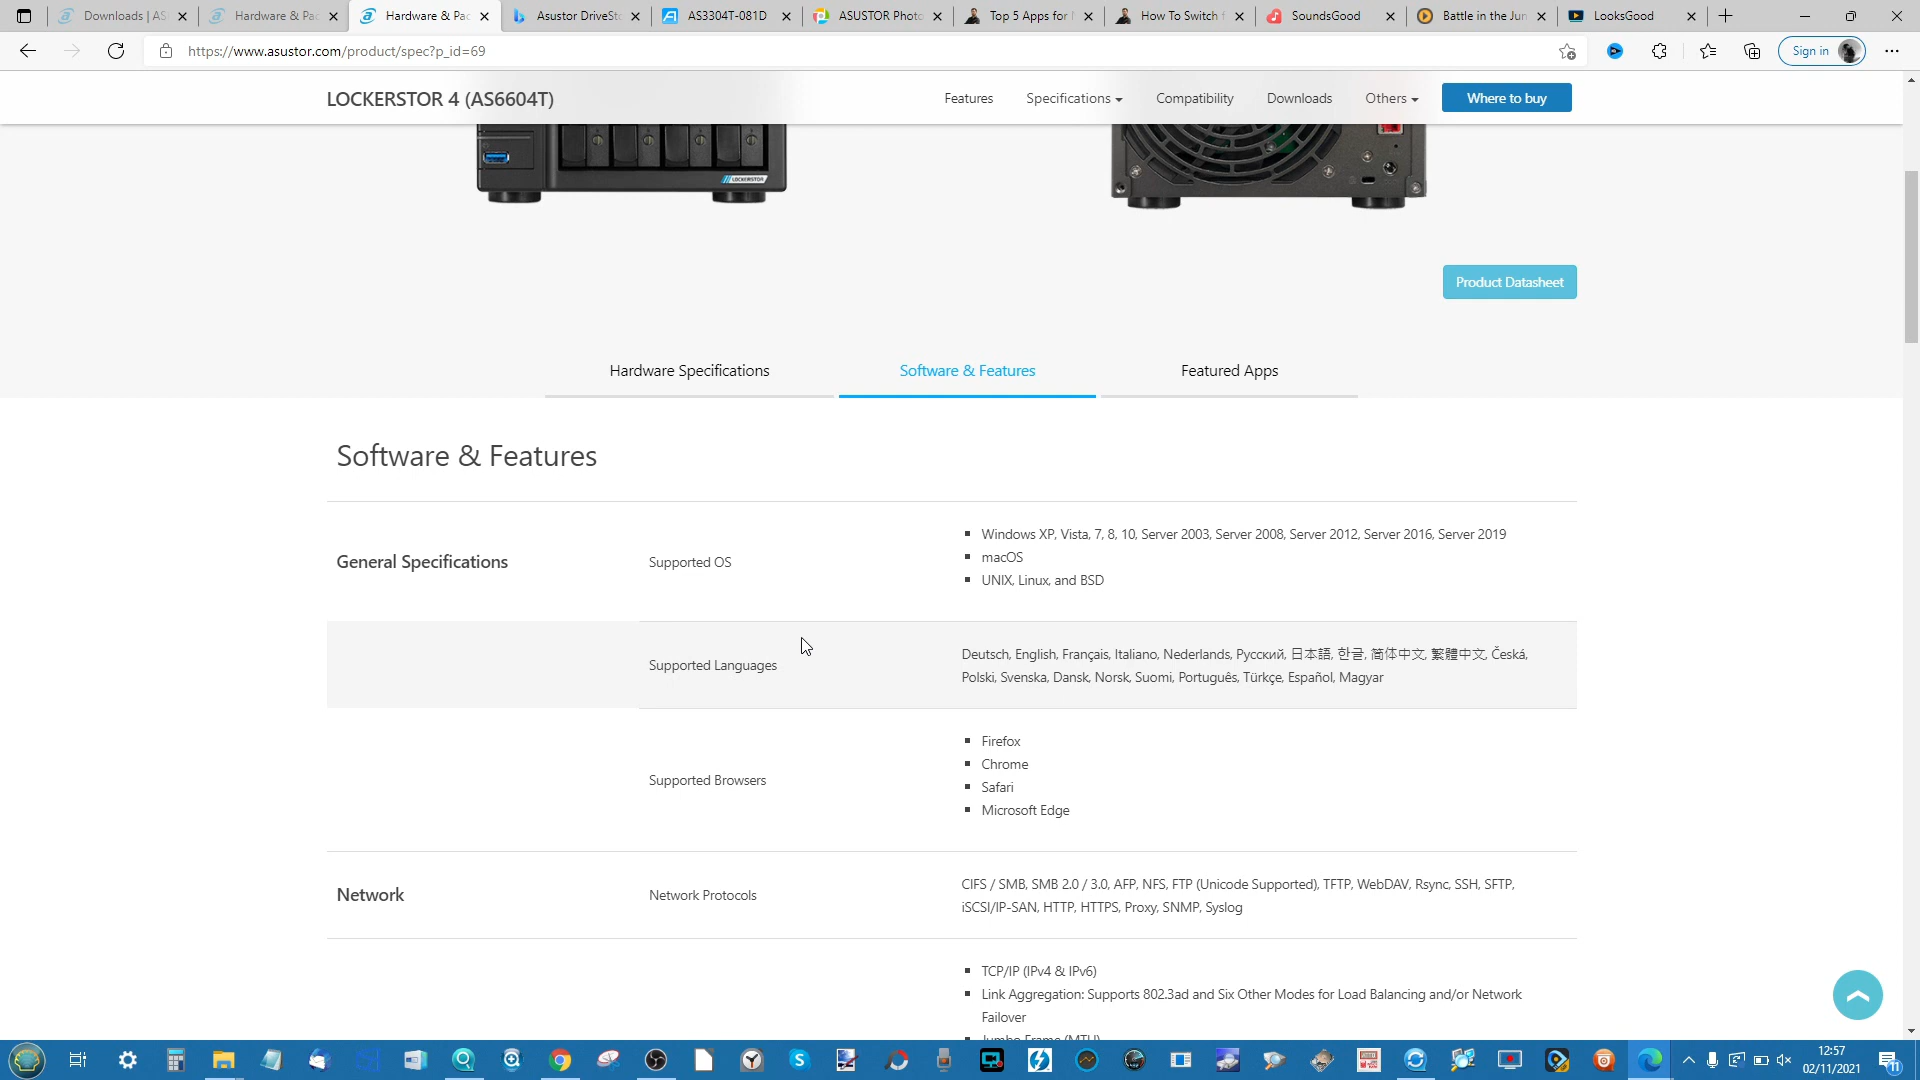 Downloads | AS
Hardware & Pac
Hardware & Pac
Asustor DriveSto
AS3304T-081D
ASUSTOR Photo
Top 5 Apps for
How To Switch f
SoundsGood
Battle in the Jun
LooksGood
https://www.asustor.com/product/spec?p_id=69
Sign in
LOCKERSTOR 4 (AS6604T)
Features
Specifications
Compatibility
Downloads
Others
Where to buy
LOCKERSTOR
Product Datasheet
Hardware Specifications
Software & Features
Featured Apps
Software & Features
General Specifications
Supported OS
Windows XP, Vista, 7, 8, 10, Server 2003, Server 2008, Server 2012, Server 2016, Server 2019
macOS
UNIX, Linux, and BSD
Supported Languages
Deutsch, English, Français, Italiano, Nederlands, Русский, 日本語, 한글, 简体中文, 繁體中文, Česká,
Polski, Svenska, Dansk, Norsk, Suomi, Português, Türkçe, Español, Magyar
Supported Browsers
Firefox
Chrome
Safari
Microsoft Edge
Network
Network Protocols
CIFS / SMB, SMB 2.0 / 3.0, AFP, NFS, FTP (Unicode Supported), TFTP, WebDAV, Rsync, SSH, SFTP,
iSCSI/IP-SAN, HTTP, HTTPS, Proxy, SNMP, Syslog
TCP/IP (IPv4 & IPv6)
Link Aggregation: Supports 802.3ad and Six Other Modes for Load Balancing and/or Network
Failover
Jumbo Frame (MTU)
12:57
02/11/2021
11